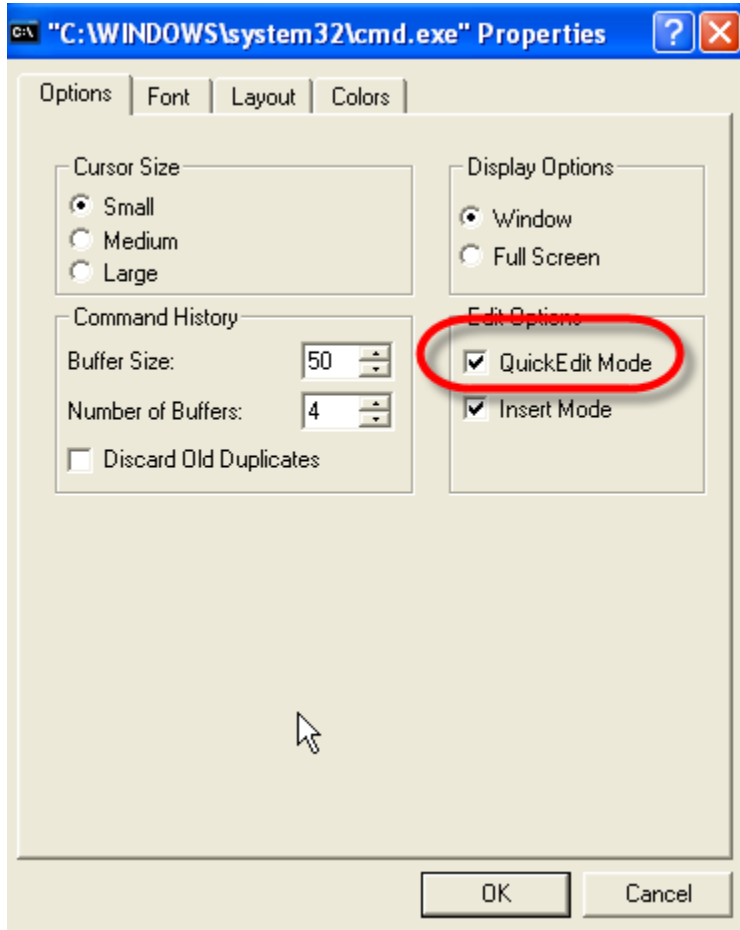 "C:\WINDOWS\system32\cmd.exe" Properties
Options Font Layout Colors
Cursor Size
Small
Medium
Large
Display Options
Window
Full Screen
Command History
Buffer Size: 50
Number of Buffers: 4
Discard Old Duplicates
Edit Options
QuickEdit Mode
Insert Mode
OK Cancel